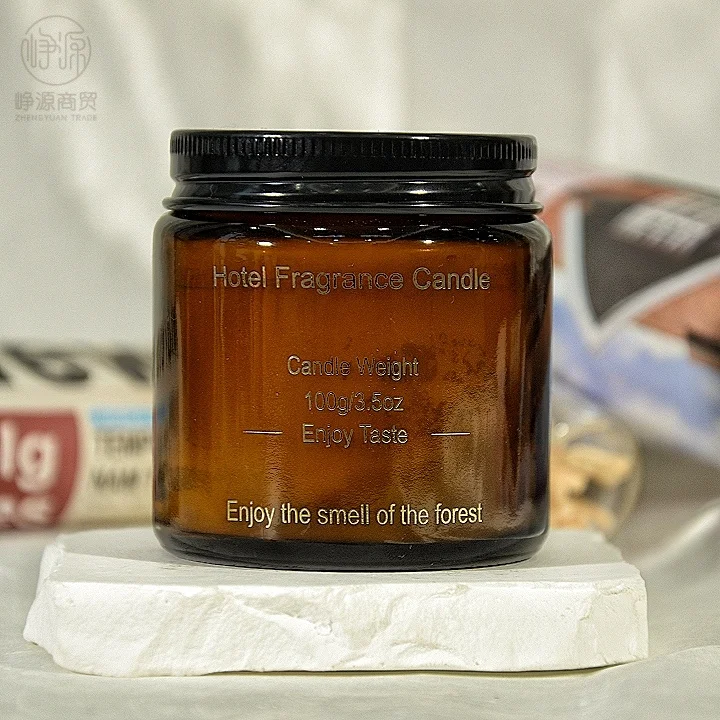 峥源
峥源商贸
ZHENGYUAN TRADE
Hotel Fragrance Candle
Candle Weight
100g/3.5oz
Enjoy Taste
Enjoy the smell of the forest